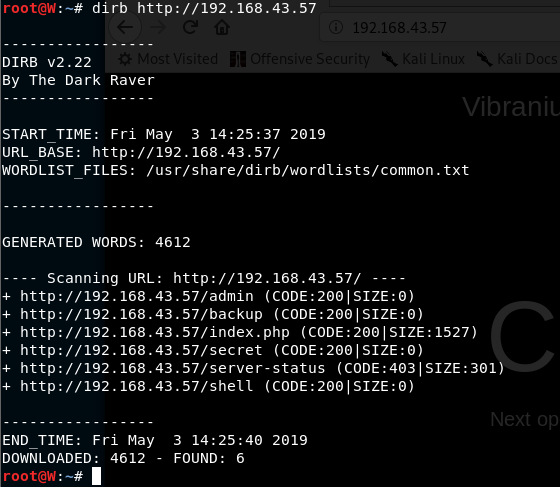 root@W:~# dirb http://192.168.43.57
192.168.43.57
-----------------
DIRB v2.22
Most Visited Offensive Security Kali Linux Kali Docs
By The Dark Raver
-----------------
Vibraniu
START_TIME: Fri May  3 14:25:37 2019
URL_BASE: http://192.168.43.57/
WORDLIST_FILES: /usr/share/dirb/wordlists/common.txt
-----------------
GENERATED WORDS: 4612
---- Scanning URL: http://192.168.43.57/ ----
+ http://192.168.43.57/admin (CODE:200|SIZE:0)
+ http://192.168.43.57/backup (CODE:200|SIZE:0)
+ http://192.168.43.57/index.php (CODE:200|SIZE:1527)
+ http://192.168.43.57/secret (CODE:200|SIZE:0)
+ http://192.168.43.57/server-status (CODE:403|SIZE:301)
+ http://192.168.43.57/shell (CODE:200|SIZE:0)
C
Next op
-----------------
END_TIME: Fri May  3 14:25:40 2019
DOWNLOADED: 4612 - FOUND: 6
root@W:~#